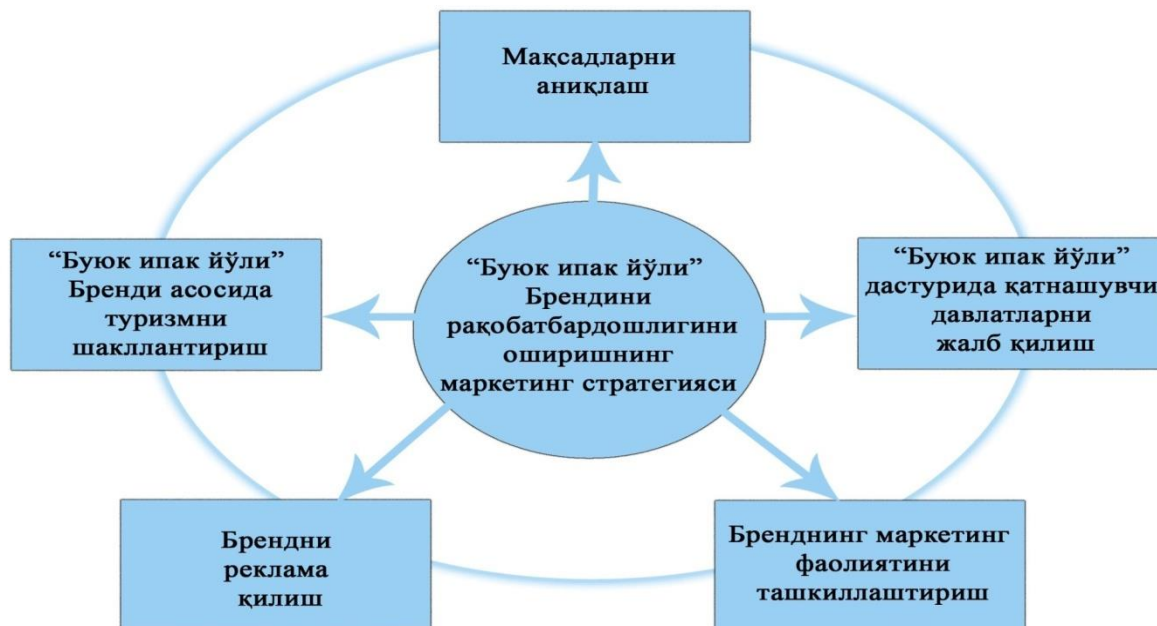 Мақсадларни
аниқлаш
“Буюк ипак йўли”
Бренди асосида
туризмни
шакллантириш
“Буюк ипак йўли”
Брендини
рақобатбардошлигини
оширишнинг
маркетинг стратегияси
“Буюк ипак йўли”
дастурида қатнашувчи
давлатларни
жалб қилиш
Брендни
реклама
қилиш
Бренднинг маркетинг
фаолиятини
ташкиллаштириш